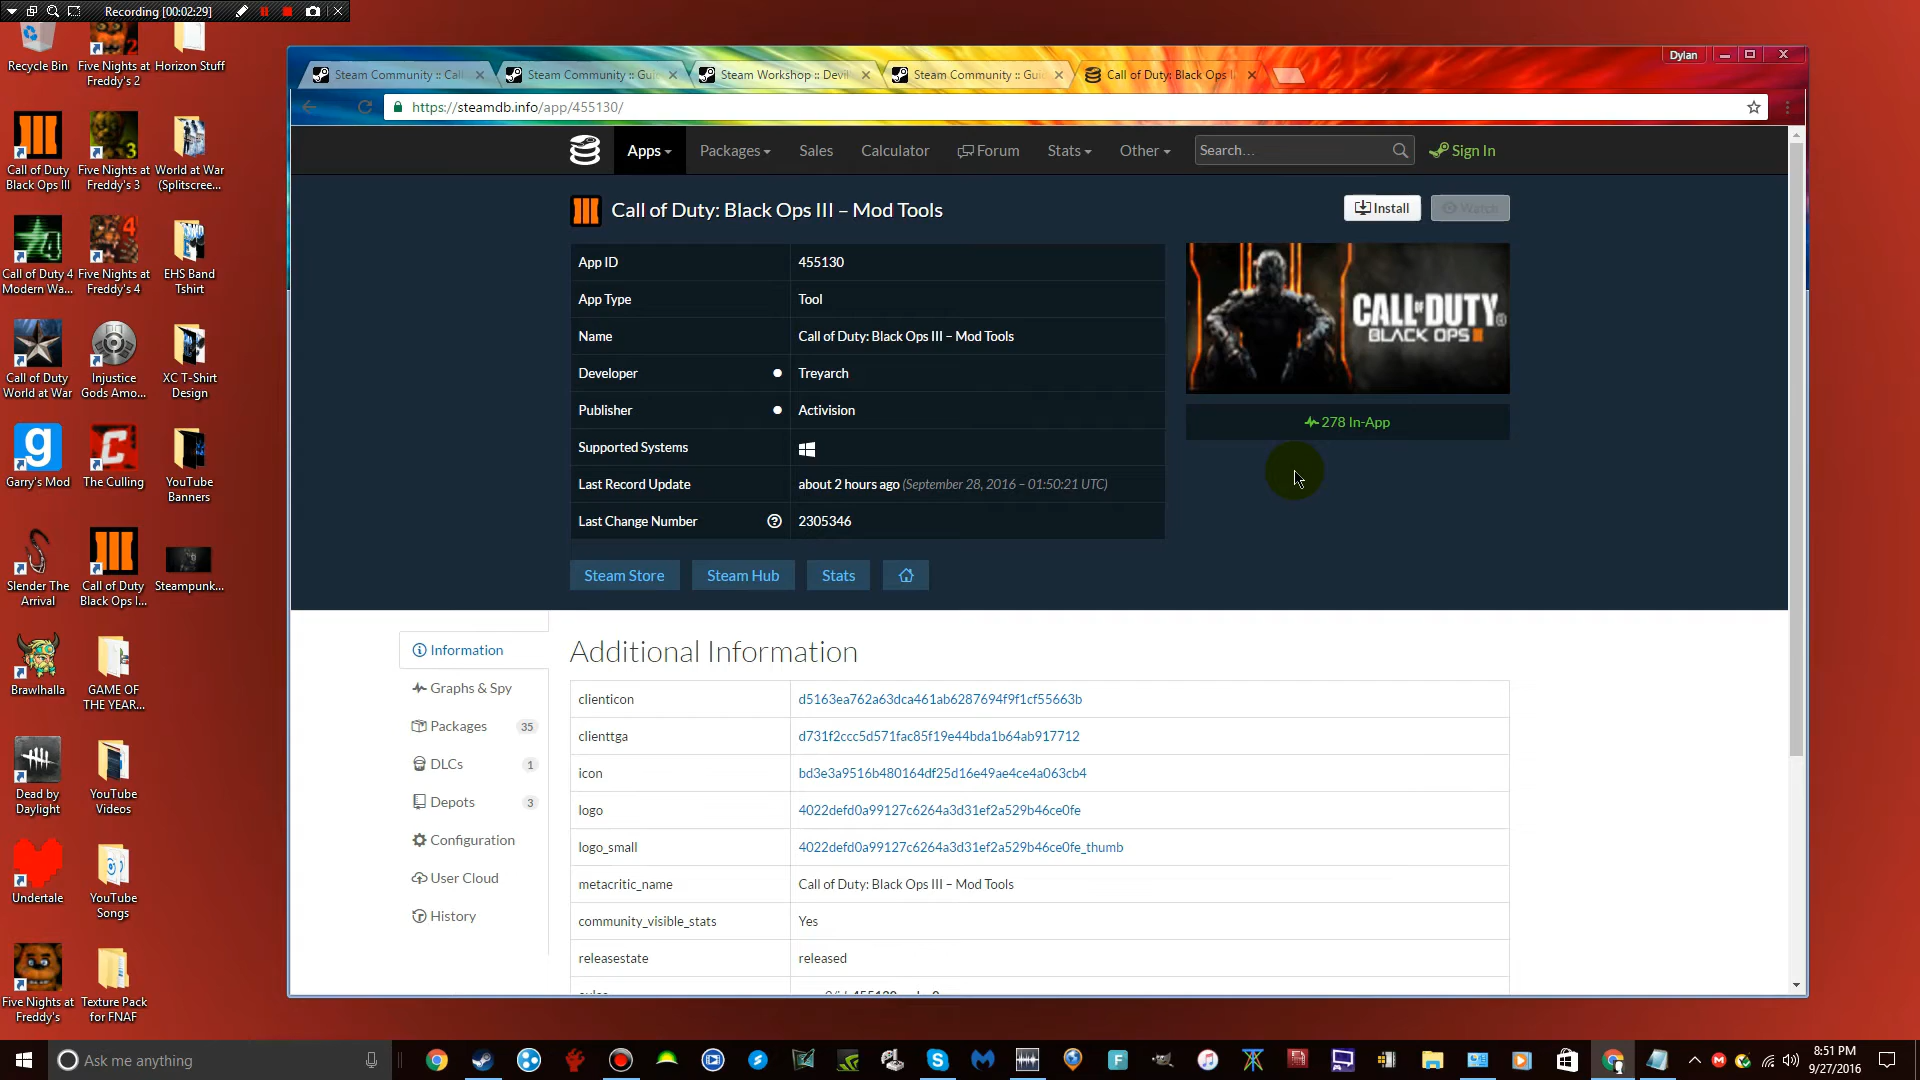 Recording [00:02:29]
Recycle Bin
Five Nights at Freddy's 2
Horizon Stuff
Call of Duty Black Ops III
Five Nights at Freddy's 3
World at War (Splitscree...
Call of Duty 4 Modern Wa...
Five Nights at Freddy's 4
EHS Band Tshirt
Call of Duty World at War
Injustice Gods Amo...
XC T-Shirt Design
Garry's Mod
The Culling
YouTube Banners
Slender The Arrival
Call of Duty Black Ops I...
Steampunk...
Brawlhalla
GAME OF THE YEAR...
Dead by Daylight
YouTube Videos
Undertale
YouTube Songs
Five Nights at Freddy's
Texture Pack for FNAF
Dylan
Steam Community :: Call
Steam Community :: Gui
Steam Workshop :: Devil
Steam Community :: Gui
Call of Duty: Black Ops I
https://steamdb.info/app/455130/
Apps
Packages
Sales
Calculator
Forum
Stats
Other
Search...
Sign In
Call of Duty: Black Ops III – Mod Tools
Install
Watch
App ID 455130
App Type Tool
Name Call of Duty: Black Ops III – Mod Tools
Developer Treyarch
Publisher Activision
Supported Systems
Last Record Update about 2 hours ago (September 28, 2016 – 01:50:21 UTC)
Last Change Number 2305346
CALL OF DUTY
BLACK OPS III
278 In-App
Steam Store
Steam Hub
Stats
Information
Graphs & Spy
Packages 35
DLCs 1
Depots 3
Configuration
User Cloud
History
Additional Information
clienticon d5163ea762a63dca461ab6287694f9f1cf55663b
clienttga d731f2ccc5d571fac85f19e44bda1b64ab917712
icon bd3e3a9516b480164df25d16e49ae4ce4a063cb4
logo 4022defd0a99127c6264a3d31ef2a529b46ce0fe
logo_small 4022defd0a99127c6264a3d31ef2a529b46ce0fe_thumb
metacritic_name Call of Duty: Black Ops III – Mod Tools
community_visible_stats Yes
releasestate released
Ask me anything
8:51 PM
9/27/2016